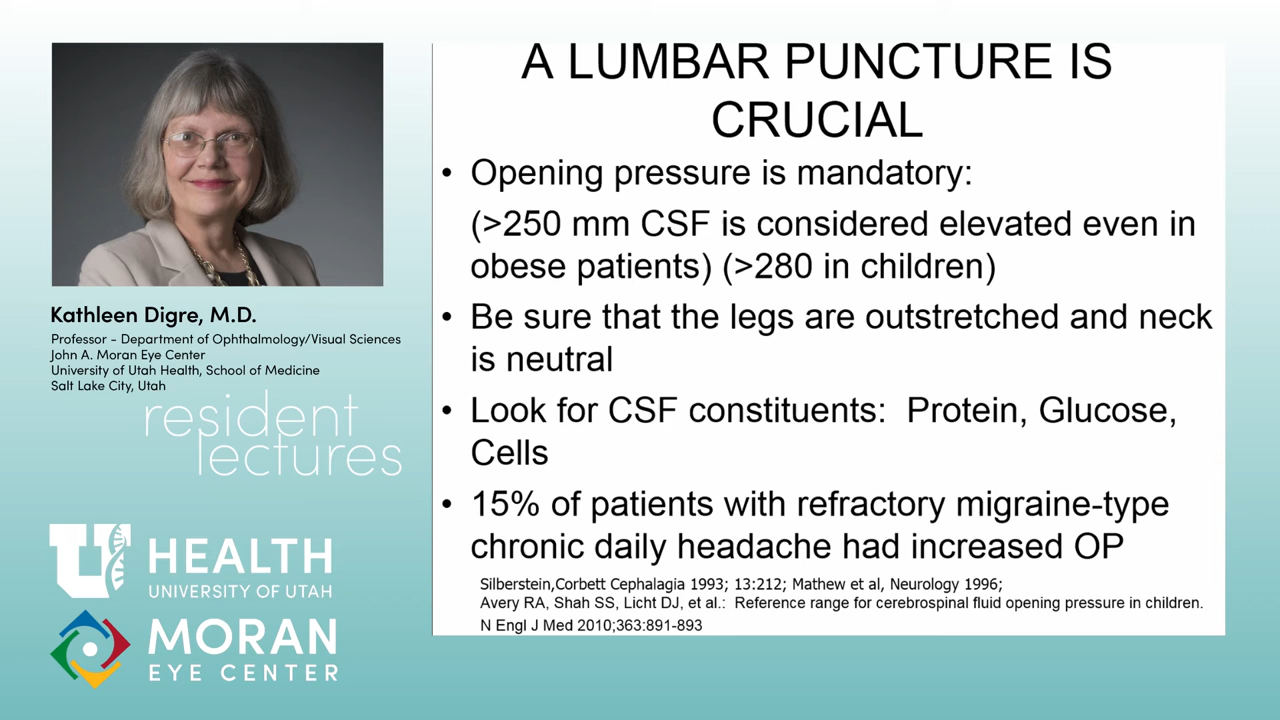 A LUMBAR PUNCTURE IS
CRUCIAL
• Opening pressure is mandatory:
(>250 mm CSF is considered elevated even in
obese patients) (>280 in children)
• Be sure that the legs are outstretched and neck
is neutral
• Look for CSF constituents: Protein, Glucose,
Cells
• 15% of patients with refractory migraine-type
chronic daily headache had increased OP
Silberstein,Corbett Cephalagia 1993; 13:212; Mathew et al, Neurology 1996;
Avery RA, Shah SS, Licht DJ, et al.: Reference range for cerebrospinal fluid opening pressure in children.
N Engl J Med 2010;363:891-893
Kathleen Digre, M.D.
Professor - Department of Ophthalmology/Visual Sciences
John A. Moran Eye Center
University of Utah Health, School of Medicine
Salt Lake City, Utah
resident
lectures
U HEALTH
UNIVERSITY OF UTAH
MORAN
EYE CENTER